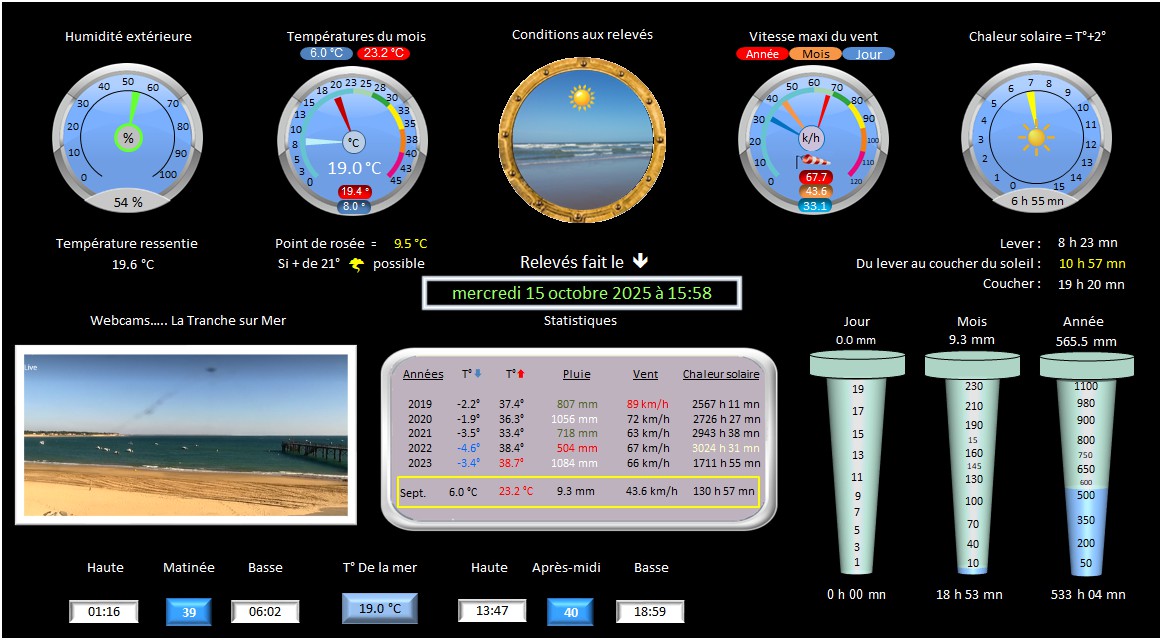 Humidité extérieure
50
40
60
30
70
20
80
10
90
0
100
%
54 %
Température ressentie
19.6 °C
Températures du mois
6.0 °C 23.2 °C
20 23 25
18 28
15 30
13 33
10 35
8 38
5 40
3 43
0 45
°C
19.0 °C
19.4 °
8.0 °
Point de rosée = 9.5 °C
Si + de 21° possible
Conditions aux relevés
Relevés fait le
mercredi 15 octobre 2025 à 15:58
Vitesse maxi du vent
Année Mois Jour
60
50 70
40 80
30 90
20 100
10 110
0 120
k/h
67.7
43.6
33.1
Chaleur solaire = T°+2°
7 8
6 9
5 10
4 11
3 12
2 13
1 14
0 15
6 h 55 mn
Lever : 8 h 23 mn
Du lever au coucher du soleil : 10 h 57 mn
Coucher : 19 h 20 mn
Webcams….. La Tranche sur Mer
Live
Statistiques
Années T° T° Pluie Vent Chaleur solaire
2019 -2.2° 37.4° 807 mm 89 km/h 2567 h 11 mn
2020 -1.9° 36.3° 1056 mm 72 km/h 2726 h 27 mn
2021 -3.5° 33.4° 718 mm 63 km/h 2943 h 38 mn
2022 -4.6° 38.4° 504 mm 67 km/h 3024 h 31 mn
2023 -3.4° 38.7° 1084 mm 66 km/h 1711 h 55 mn
Sept. 6.0 °C 23.2 °C 9.3 mm 43.6 km/h 130 h 57 mn
Jour
0.0 mm
19
17
15
13
11
9
7
5
3
1
0 h 00 mn
Mois
9.3 mm
230
210
190
15
160
145
130
100
70
40
10
18 h 53 mn
Année
565.5 mm
1100
980
900
800
750
650
600
500
350
200
50
533 h 04 mn
Haute Matinée Basse
01:16 39 06:02
T° De la mer
19.0 °C
Haute Après-midi Basse
13:47 40 18:59